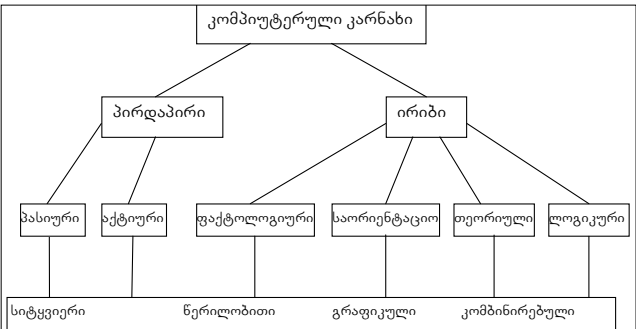 კომპიუტერული კარნახი
პირდაპირი ირიბი
პასიური აქტიური ფაქტოლოგიური საორიენტაციო თეორიული ლოგიკური
სიტყვიერი წერილობითი გრაფიკული კომბინირებული